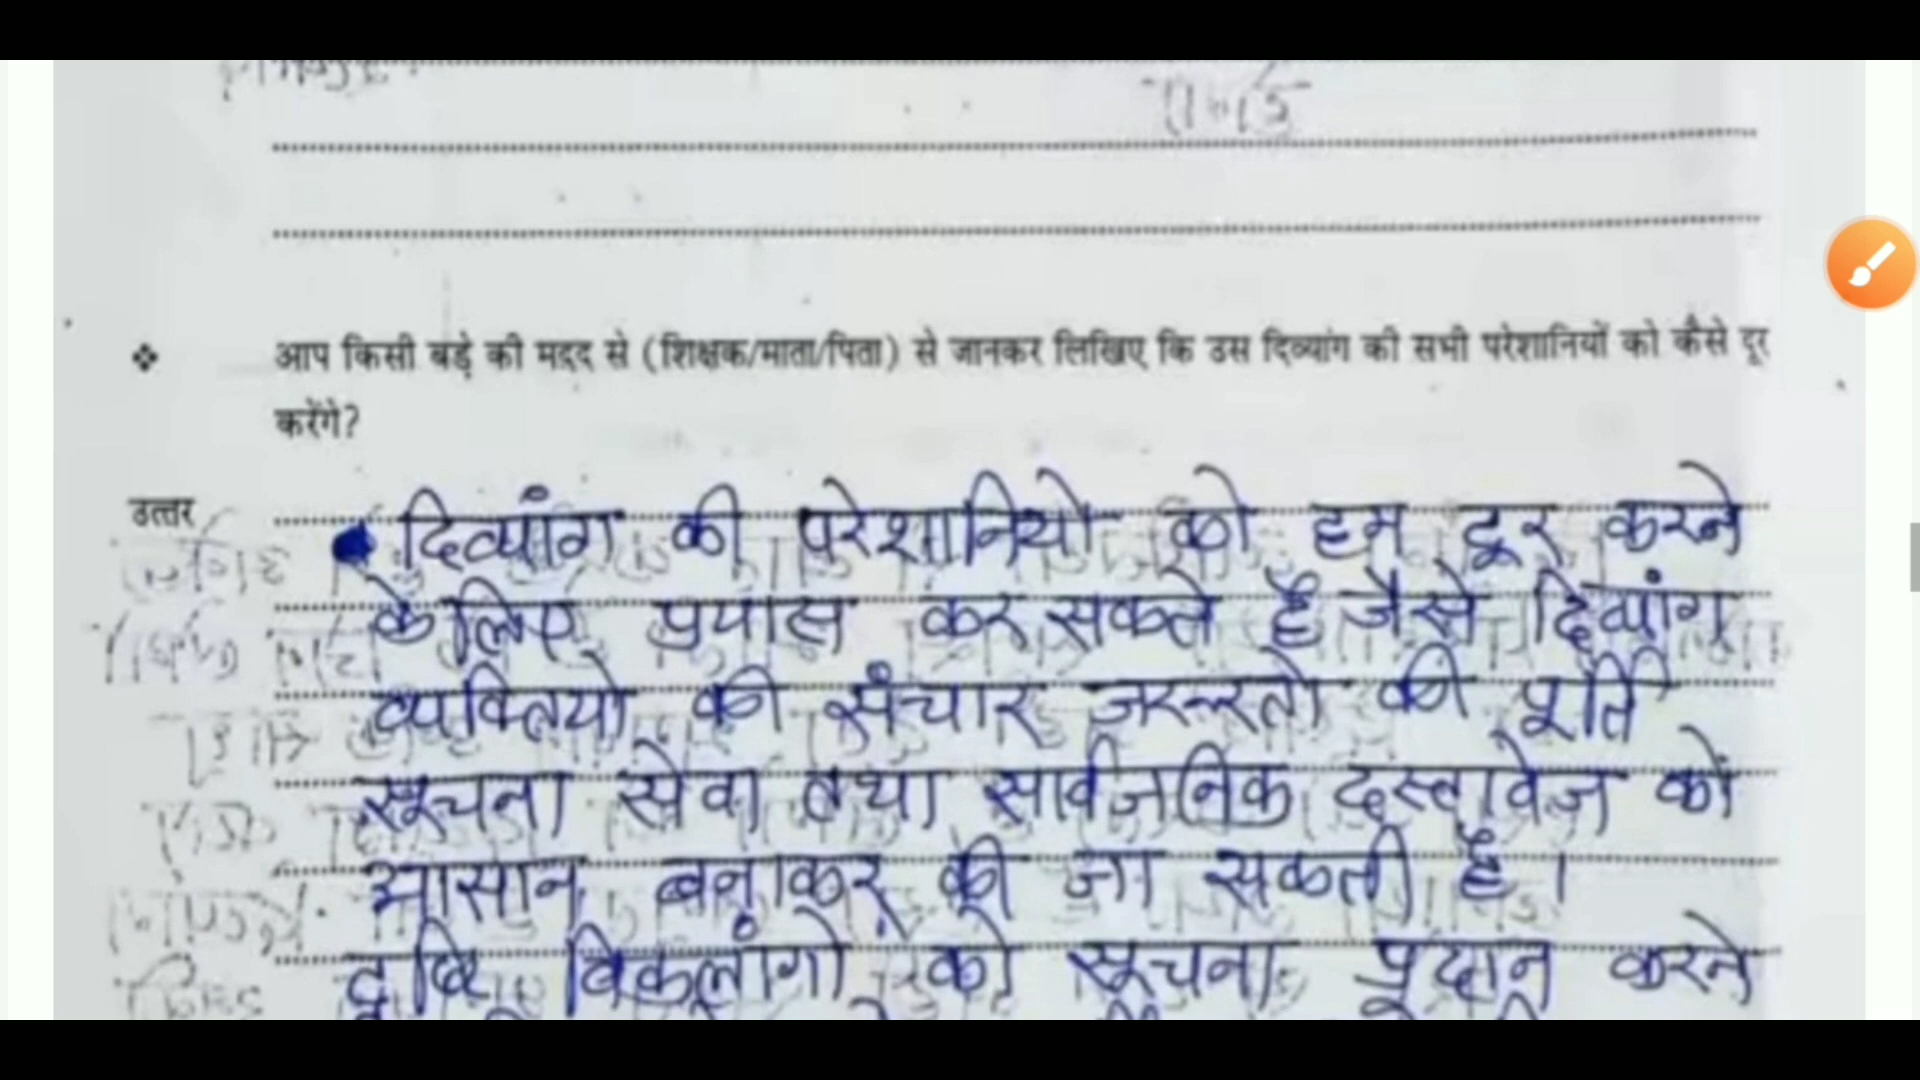 आप किसी बड़े की मदद से (शिक्षक/माता/पिता) से जानकर लिखिए कि उस दिव्यांग की सभी परेशानियों को कैसे दूर
करेंगे?
उत्तर
दिव्यांग की परेशानियो को हम दूर करने
के लिए प्रयास कर सकते है जैसे दिव्यांग
व्यक्तियो की संचार जरूरतो की पूर्ति
सूचना सेवा तथा सार्वजनिक दस्तावेज को
आसान बनाकर की जा सकती है।
दृष्टि विकलांगो को सूचना प्रदान करने